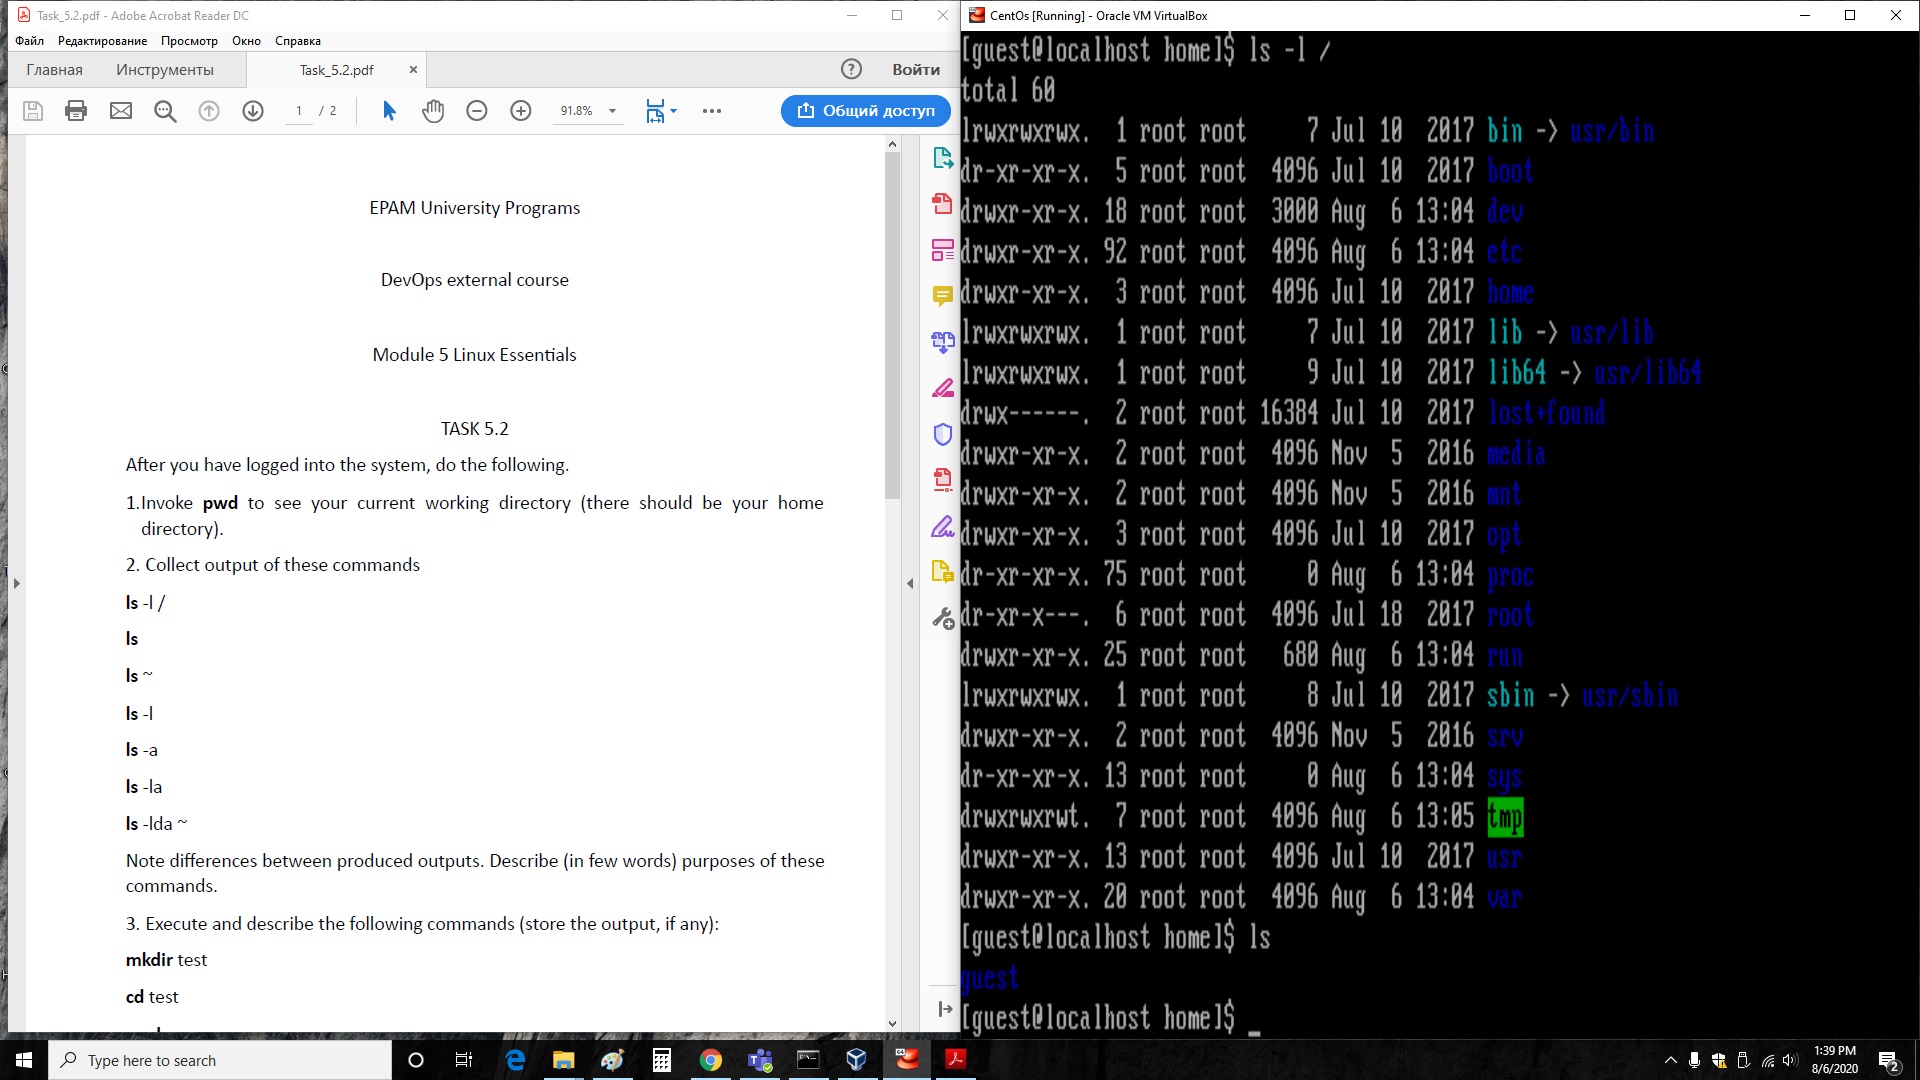 Task_5.2.pdf - Adobe Acrobat Reader DC
Файл Редактирование Просмотр Окно Справка
Главная Инструменты Task_5.2.pdf × ? Войти
1 / 2 91.8% Общий доступ
EPAM University Programs
DevOps external course
Module 5 Linux Essentials
TASK 5.2
After you have logged into the system, do the following.
1.Invoke pwd to see your current working directory (there should be your home
directory).
2. Collect output of these commands
ls -l /
ls
ls ~
ls -l
ls -a
ls -la
ls -lda ~
Note differences between produced outputs. Describe (in few words) purposes of these
commands.
3. Execute and describe the following commands (store the output, if any):
mkdir test
cd test
CentOs [Running] - Oracle VM VirtualBox
[guest@localhost home]$ ls -l /
total 60
lrwxrwxrwx. 1 root root 7 Jul 10 2017 bin -> usr/bin
dr-xr-xr-x. 5 root root 4096 Jul 10 2017 boot
drwxr-xr-x. 18 root root 3000 Aug 6 13:04 dev
drwxr-xr-x. 92 root root 4096 Aug 6 13:04 etc
drwxr-xr-x. 3 root root 4096 Jul 10 2017 home
lrwxrwxrwx. 1 root root 7 Jul 10 2017 lib -> usr/lib
lrwxrwxrwx. 1 root root 9 Jul 10 2017 lib64 -> usr/lib64
drwx------. 2 root root 16384 Jul 10 2017 lost+found
drwxr-xr-x. 2 root root 4096 Nov 5 2016 media
drwxr-xr-x. 2 root root 4096 Nov 5 2016 mnt
drwxr-xr-x. 3 root root 4096 Jul 10 2017 opt
dr-xr-xr-x. 75 root root 0 Aug 6 13:04 proc
dr-xr-x---. 6 root root 4096 Jul 18 2017 root
drwxr-xr-x. 25 root root 680 Aug 6 13:04 run
lrwxrwxrwx. 1 root root 8 Jul 10 2017 sbin -> usr/sbin
drwxr-xr-x. 2 root root 4096 Nov 5 2016 srv
dr-xr-xr-x. 13 root root 0 Aug 6 13:04 sys
drwxrwxrwt. 7 root root 4096 Aug 6 13:05 tmp
drwxr-xr-x. 13 root root 4096 Jul 10 2017 usr
drwxr-xr-x. 20 root root 4096 Aug 6 13:04 var
[guest@localhost home]$ ls
guest
[guest@localhost home]$ _
Type here to search
1:39 PM
8/6/2020
2